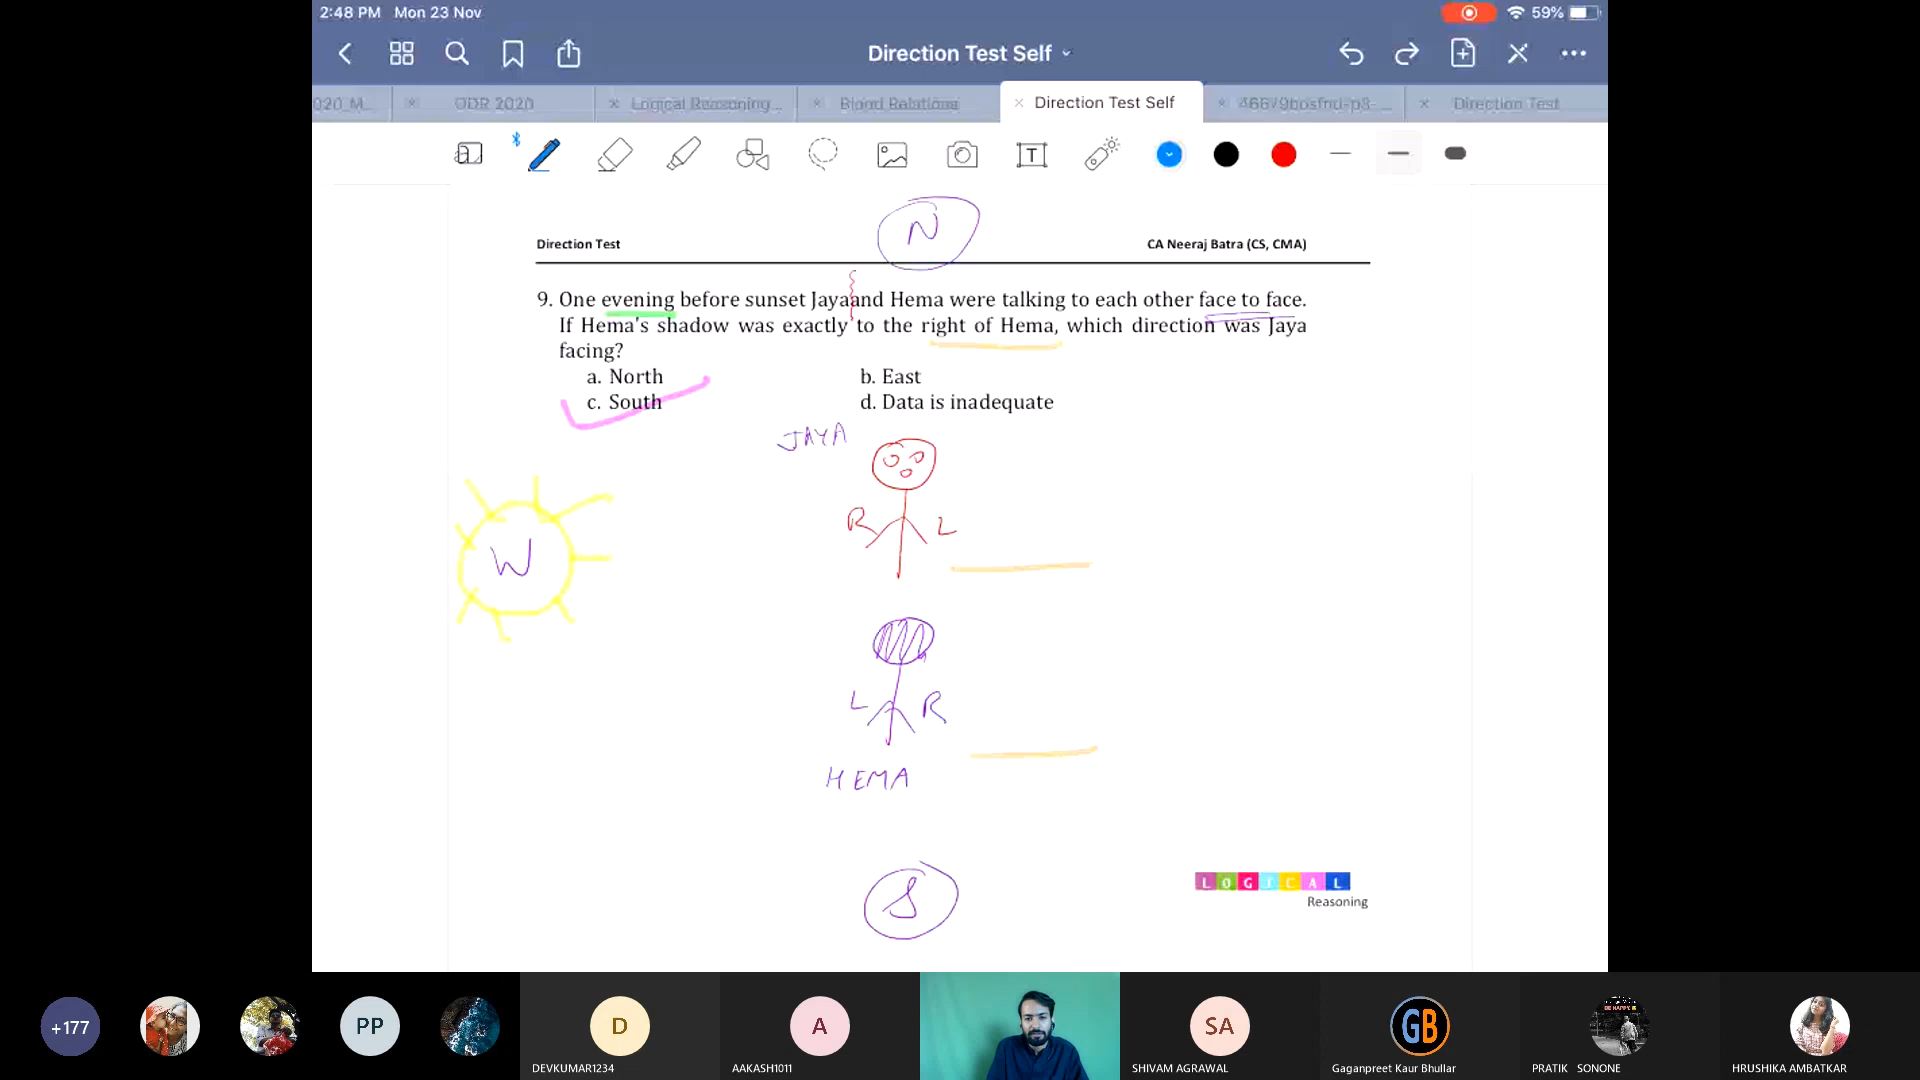 2:48 PM Mon 23 Nov
59%
Direction Test Self
020_M...
ODR 2020
Logical Reasoning...
Blood Relations
Direction Test Self
46679bosfnd-p3-...
Direction Test
a
T
N
Direction Test
CA Neeraj Batra (CS, CMA)
9. One evening before sunset Jaya and Hema were talking to each other face to face.
If Hema's shadow was exactly to the right of Hema, which direction was Jaya
facing?
a. North
b. East
c. South
d. Data is inadequate
JAYA
R L
W
L R
HEMA
S
LOGICAL
Reasoning
+177
PP
D
A
SA
GB
BE HAPPY
DEVKUMAR1234
AAKASH1011
SHIVAM AGRAWAL
Gaganpreet Kaur Bhullar
PRATIK SONONE
HRUSHIKA AMBATKAR